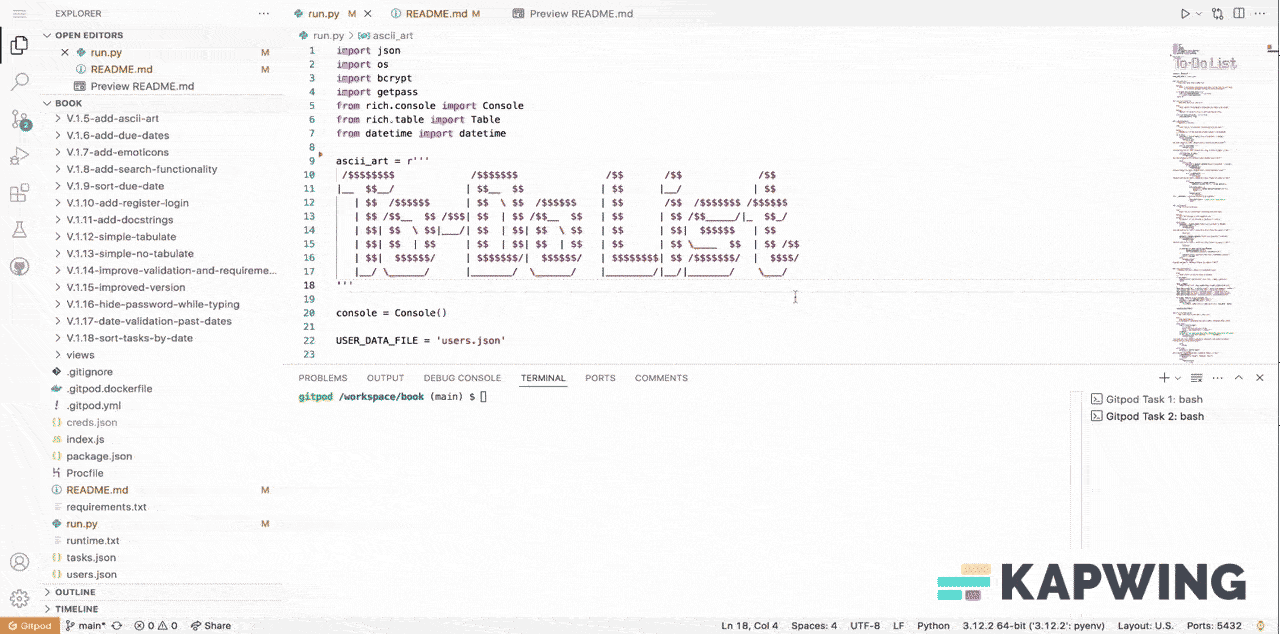 EXPLORER
OPEN EDITORS
run.py M
README.md M
Preview README.md
BOOK
V.1.5-add-ascii-art
V.1.6-add-due-dates
V.1.7-add-emoticons
V.1.8-add-search-functionality
V.1.9-sort-due-date
V.1.10-add-register-login
V.1.11-add-docstrings
V.1.12-simple-tabulate
V.1.13-simple-no-tabulate
V.1.14-improve-validation-and-requireme...
V.1.15-improved-version
V.1.16-hide-password-while-typing
V.1.17-date-validation-past-dates
V.1.18-sort-tasks-by-date
views
.gitignore
.gitpod.dockerfile
.gitpod.yml
creds.json
index.js
package.json
Procfile
README.md M
requirements.txt
run.py M
runtime.txt
tasks.json
users.json
OUTLINE
TIMELINE
2
run.py M README.md M Preview README.md
run.py > ascii_art
1 import json
2 import os
3 import bcrypt
4 import getpass
5 from rich.console import Console
6 from rich.table import Table
7 from datetime import datetime
8
9 ascii_art = r'''
10 /$$$$$$$$ /$$$$$$ /$$ /$$ /$$
11 |__ $$__/ | $$__ $$ | $$ |__/ | $$
12 | $$ /$$$$$$ | $$ \ $$ /$$$$$$ | $$ /$$ /$$$$$$$ /$$$$$$
13 | $$ /$$__ $$ /$$$| $$ | $$ /$$__ $$ | $$ | $$ /$$_____/|_ $$_/
14 | $$| $$ \ $$|___/| $$ | $$| $$ \ $$ | $$ | $$| $$$$$$ | $$
15 | $$| $$ | $$ | $$ | $$| $$ | $$ | $$ | $$ \____ $$ | $$ /$$
16 | $$| $$$$$$/ | $$$$$$/| $$$$$$/ | $$$$$$$$| $$ /$$$$$$$/ | $$$$/
17 |__/ \______/ |______/ \______/ |________/|__/|_______/ \___/
18 '''
19
20 console = Console()
21
22 USER_DATA_FILE = 'users.json'
23
To-Do List
PROBLEMS OUTPUT DEBUG CONSOLE TERMINAL PORTS COMMENTS
gitpod /workspace/book (main) $
Gitpod Task 1: bash
Gitpod Task 2: bash
KAPWING
Gitpod main* 0 0 Share Ln 18, Col 4 Spaces: 4 UTF-8 LF Python 3.12.2 64-bit ('3.12.2': pyenv) Layout: U.S. Ports: 5432